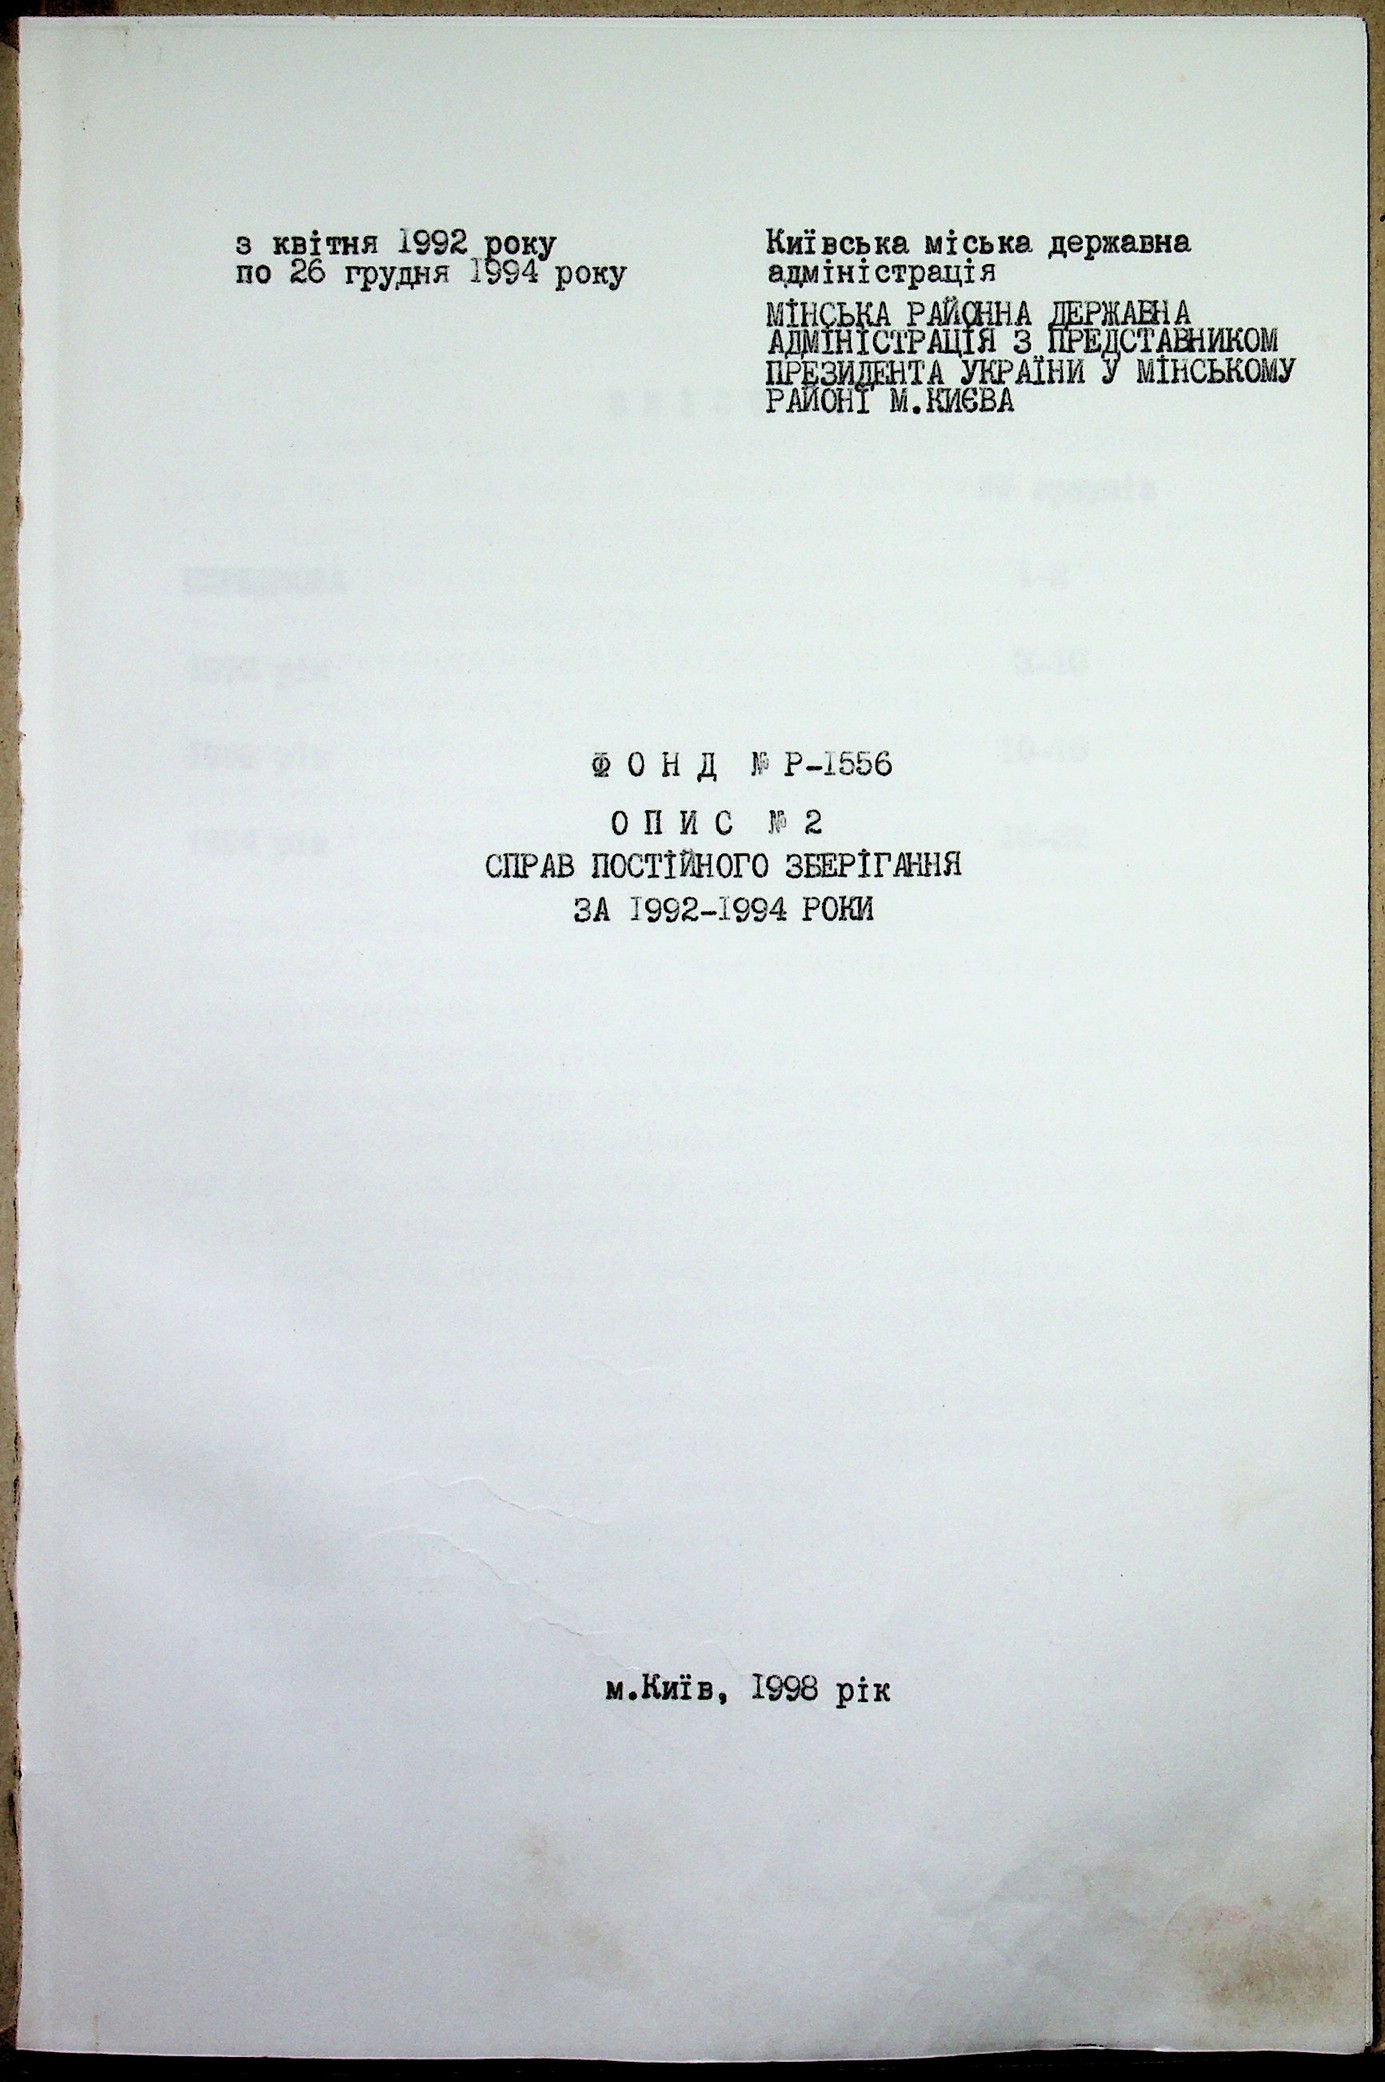 з квітня 1992 року
по 26 грудня 1994 року
Київська міська державна
адміністрація
МІНСЬКА РАЙОННА ДЕРЖАВНА
АДМІНІСТРАЦІЯ З ПРЕДСТАВНИКОМ
ПРЕЗИДЕНТА УКРАЇНИ У МІНСЬКОМУ
РАЙОНІ М.КИЄВА
ФОНД № Р-1556
ОПИС № 2
СПРАВ ПОСТІЙНОГО ЗБЕРІГАННЯ
ЗА 1992-1994 РОКИ
м.Київ, 1998 рік